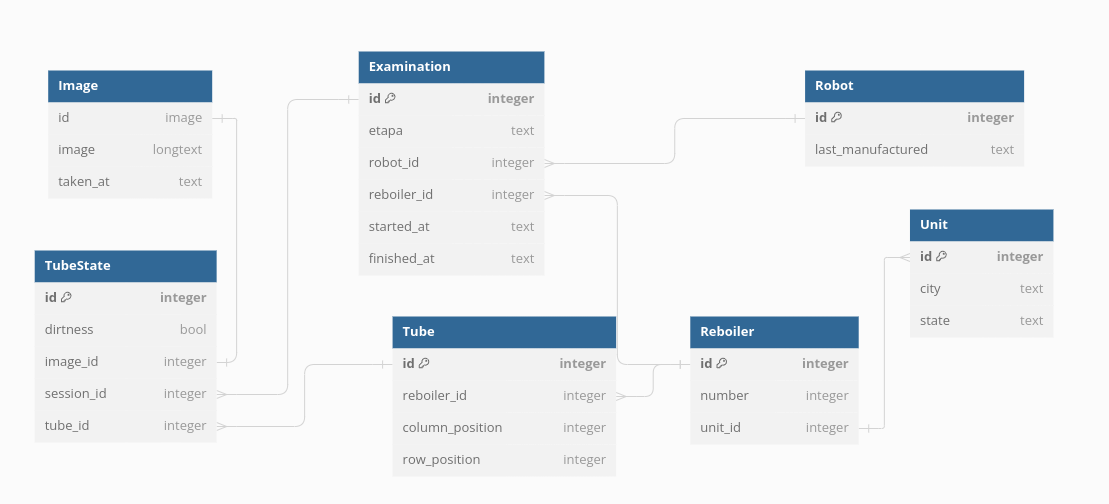 Image
id image
image longtext
taken_at text
TubeState
id integer
dirtness bool
image_id integer
session_id integer
tube_id integer
Examination
id integer
etapa text
robot_id integer
reboiler_id integer
started_at text
finished_at text
Tube
id integer
reboiler_id integer
column_position integer
row_position integer
Robot
id integer
last_manufactured text
Unit
id integer
city text
state text
Reboiler
id integer
number integer
unit_id integer